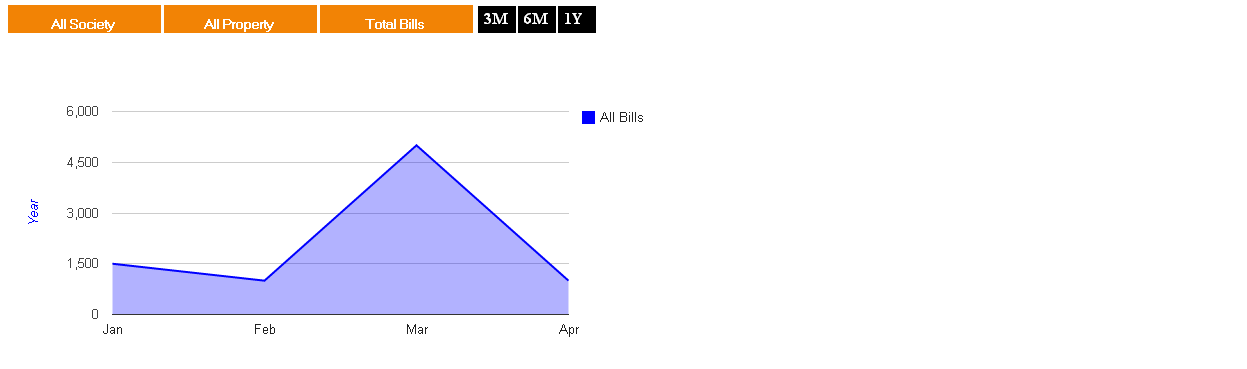 All Society All Property Total Bills 3M 6M 1Y
6,000
All Bills
4,500
3,000
Year
1,500
0
Jan Feb Mar Apr